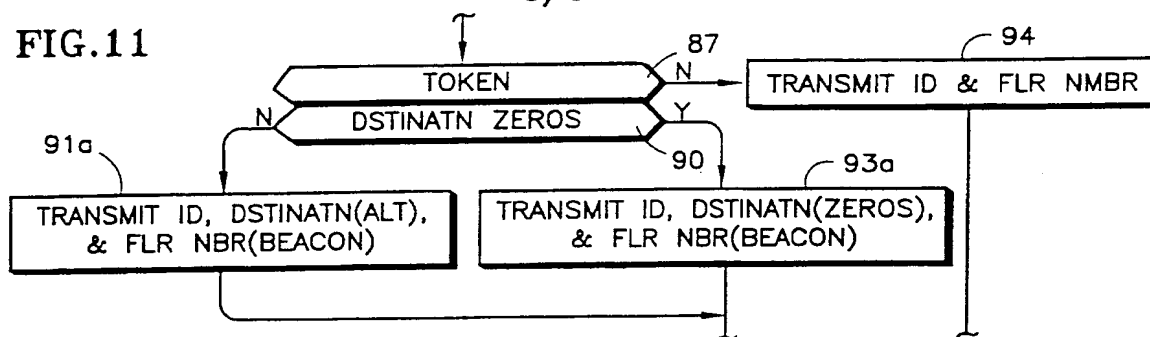 FIG.11
87
94
TOKEN
N
TRANSMIT ID & FLR NMBR
N
DSTINATN ZEROS
Y
90
91a
93a
TRANSMIT ID, DSTINATN(ALT),
& FLR NBR(BEACON)
TRANSMIT ID, DSTINATN(ZEROS),
& FLR NBR(BEACON)